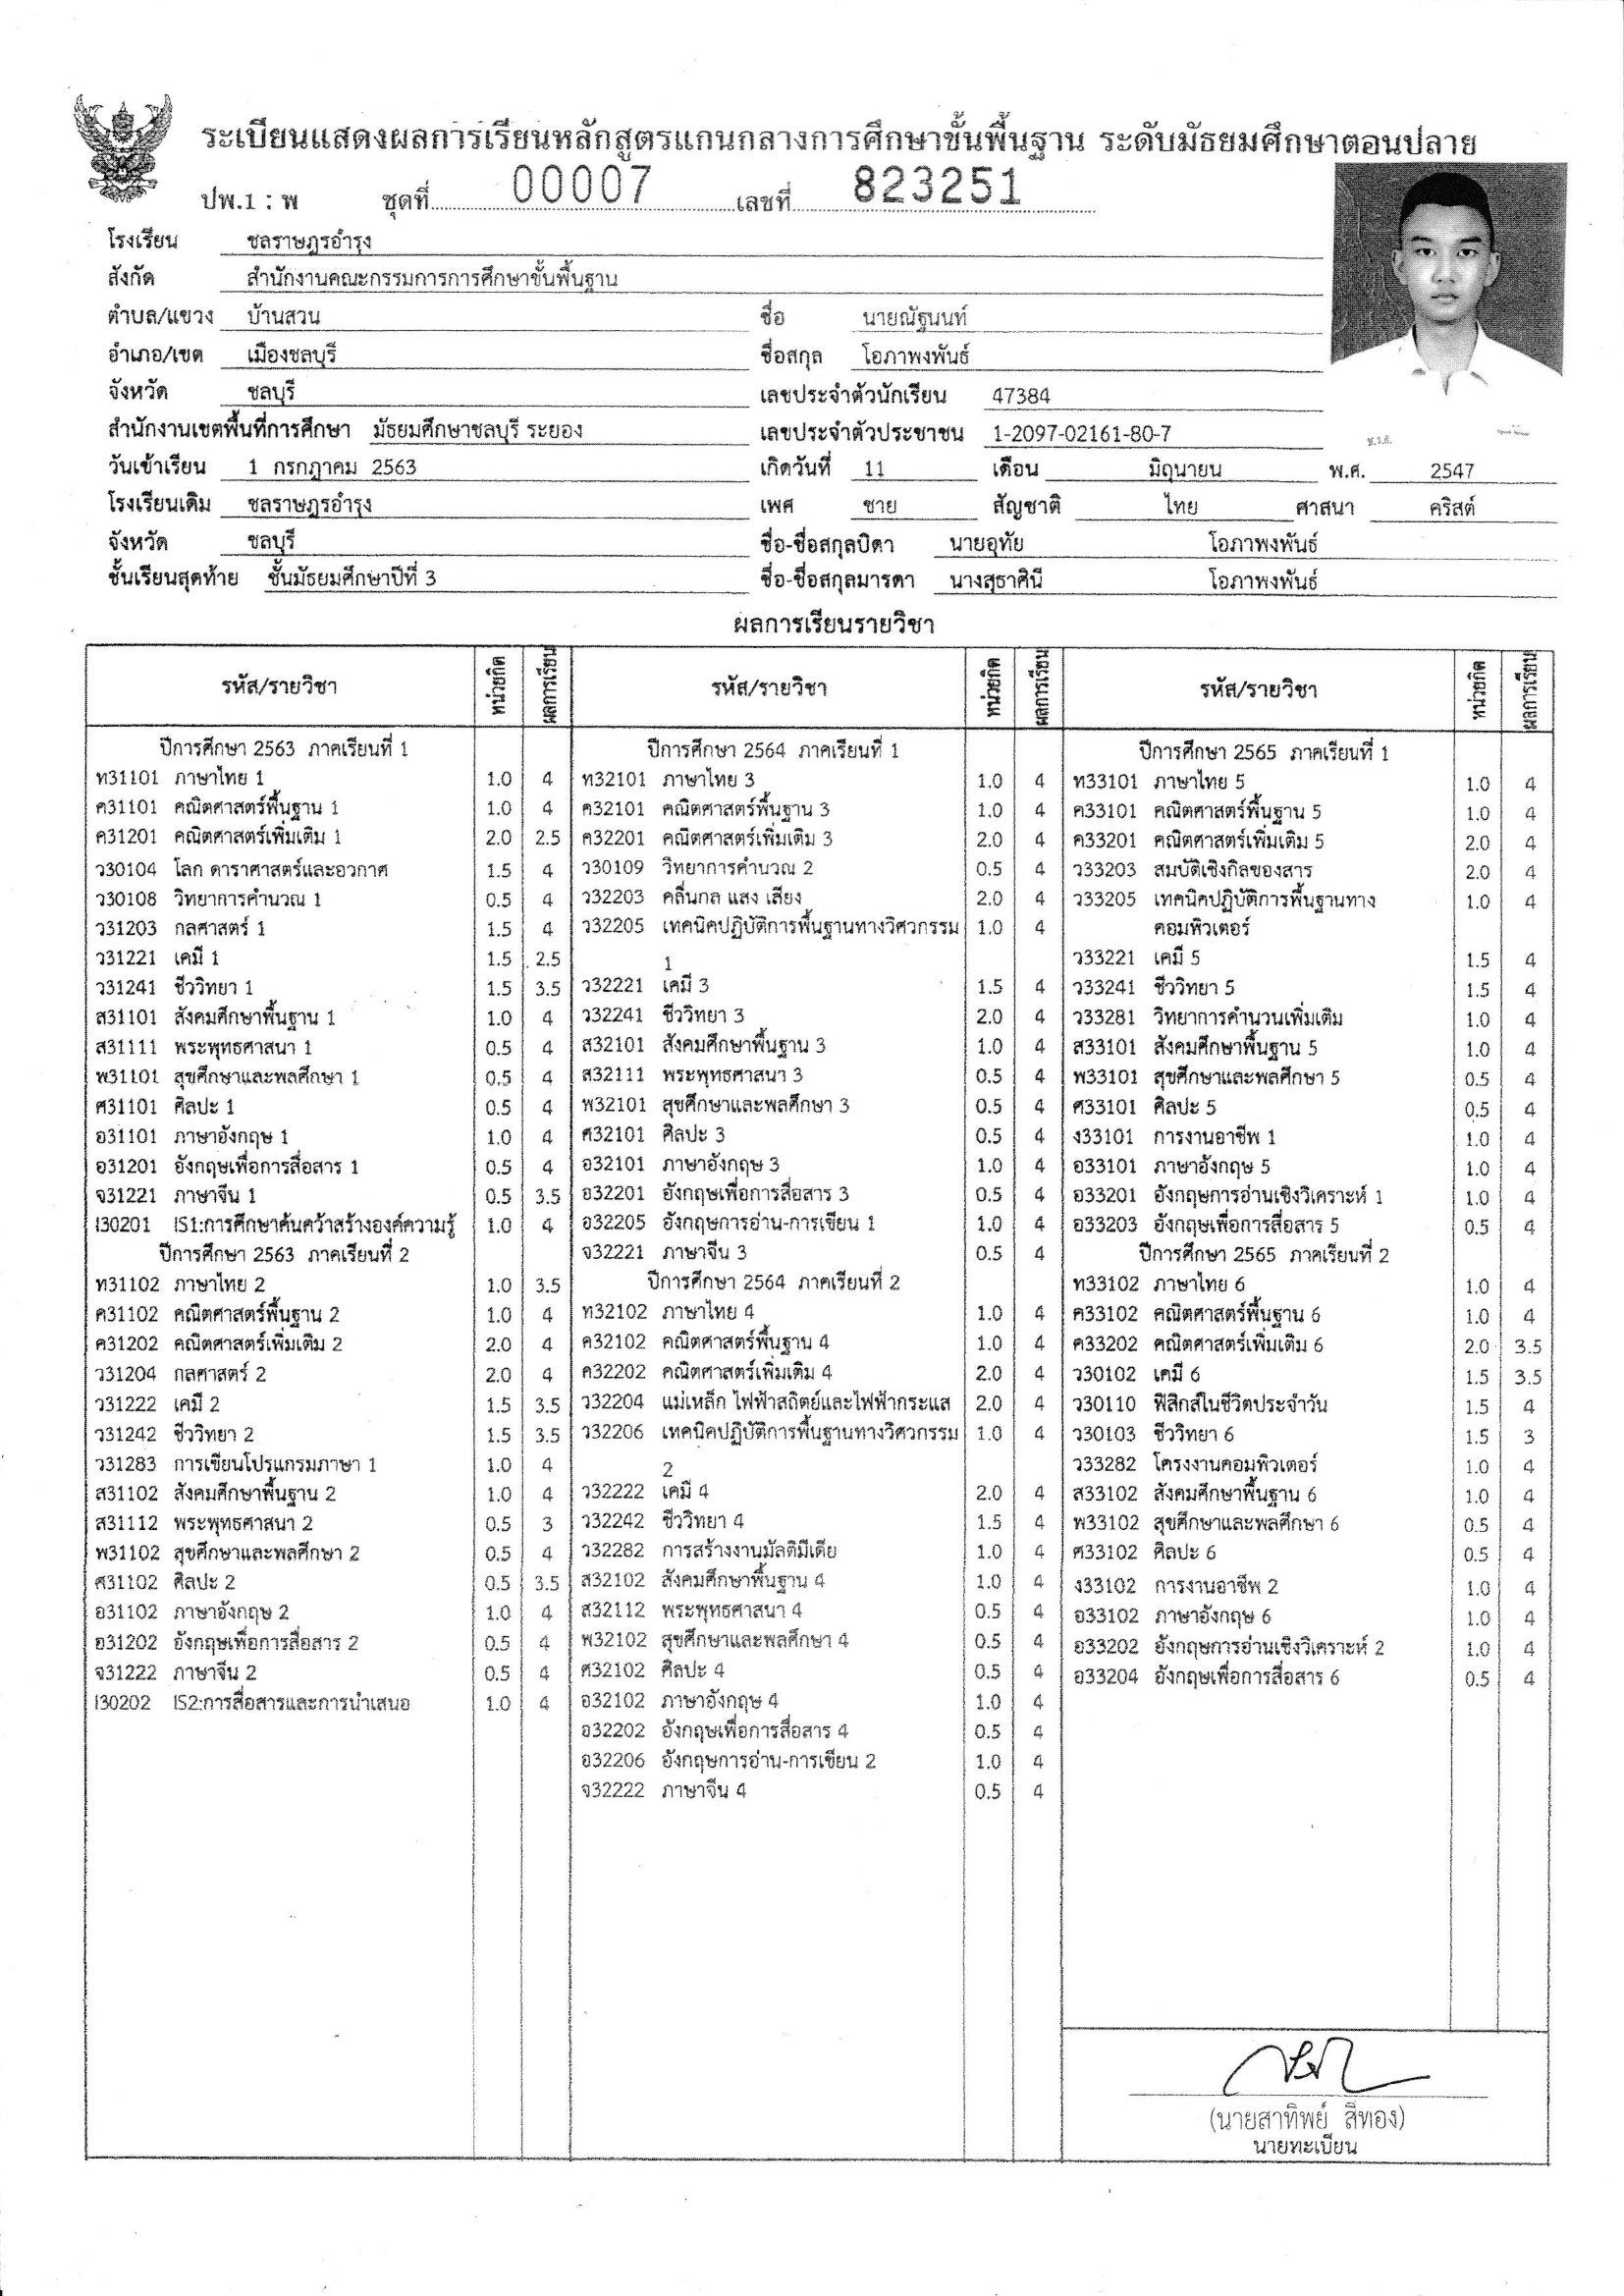 ระเบียนแสดงผลการเรียนหลักสูตรแกนกลางการศึกษาขั้นพื้นฐาน ระดับมัธยมศึกษาตอนปลาย
ปพ.1 : พ ชุดที่ 00007 เลขที่ 823251
โรงเรียน ชลราษฎรอำรุง
สังกัด สำนักงานคณะกรรมการการศึกษาขั้นพื้นฐาน
ตำบล/แขวง บ้านสวน ชื่อ นายณัฐนนท์
อำเภอ/เขต เมืองชลบุรี ชื่อสกุล โอภาพงพันธ์
จังหวัด ชลบุรี เลขประจำตัวนักเรียน 47384
สำนักงานเขตพื้นที่การศึกษา มัธยมศึกษาชลบุรี ระยอง เลขประจำตัวประชาชน 1-2097-02161-80-7
วันเข้าเรียน 1 กรกฎาคม 2563 เกิดวันที่ 11 เดือน มิถุนายน พ.ศ. 2547
โรงเรียนเดิม ชลราษฎรอำรุง เพศ ชาย สัญชาติ ไทย ศาสนา คริสต์
จังหวัด ชลบุรี ชื่อ-ชื่อสกุลบิดา นายอุทัย โอภาพงพันธ์
ชั้นเรียนสุดท้าย ชั้นมัธยมศึกษาปีที่ 3 ชื่อ-ชื่อสกุลมารดา นางสุธาศินี โอภาพงพันธ์
ผลการเรียนรายวิชา
รหัส/รายวิชา หน่วยกิต ผลการเรียน
ปีการศึกษา 2563 ภาคเรียนที่ 1
ท31101 ภาษาไทย 1 1.0 4
ค31101 คณิตศาสตร์พื้นฐาน 1 1.0 4
ค31201 คณิตศาสตร์เพิ่มเติม 1 2.0 2.5
ว30104 โลก ดาราศาสตร์และอวกาศ 1.5 4
ว30108 วิทยาการคำนวณ 1 0.5 4
ว31203 กลศาสตร์ 1 1.5 4
ว31221 เคมี 1 1.5 2.5
ว31241 ชีววิทยา 1 1.5 3.5
ส31101 สังคมศึกษาพื้นฐาน 1 1.0 4
ส31111 พระพุทธศาสนา 1 0.5 4
พ31101 สุขศึกษาและพลศึกษา 1 0.5 4
ศ31101 ศิลปะ 1 0.5 4
อ31101 ภาษาอังกฤษ 1 1.0 4
อ31201 อังกฤษเพื่อการสื่อสาร 1 0.5 4
จ31221 ภาษาจีน 1 0.5 3.5
I30201 IS1:การศึกษาค้นคว้าสร้างองค์ความรู้ 1.0 4
ปีการศึกษา 2563 ภาคเรียนที่ 2
ท31102 ภาษาไทย 2 1.0 3.5
ค31102 คณิตศาสตร์พื้นฐาน 2 1.0 4
ค31202 คณิตศาสตร์เพิ่มเติม 2 2.0 4
ว31204 กลศาสตร์ 2 2.0 4
ว31222 เคมี 2 1.5 3.5
ว31242 ชีววิทยา 2 1.5 3.5
ว31283 การเขียนโปรแกรมภาษา 1 1.0 4
ส31102 สังคมศึกษาพื้นฐาน 2 1.0 4
ส31112 พระพุทธศาสนา 2 0.5 3
พ31102 สุขศึกษาและพลศึกษา 2 0.5 4
ศ31102 ศิลปะ 2 0.5 3.5
อ31102 ภาษาอังกฤษ 2 1.0 4
อ31202 อังกฤษเพื่อการสื่อสาร 2 0.5 4
จ31222 ภาษาจีน 2 0.5 4
I30202 IS2:การสื่อสารและการนำเสนอ 1.0 4
รหัส/รายวิชา หน่วยกิต ผลการเรียน
ปีการศึกษา 2564 ภาคเรียนที่ 1
ท32101 ภาษาไทย 3 1.0 4
ค32101 คณิตศาสตร์พื้นฐาน 3 1.0 4
ค32201 คณิตศาสตร์เพิ่มเติม 3 2.0 4
ว30109 วิทยาการคำนวณ 2 0.5 4
ว32203 คลื่นกล แสง เสียง 2.0 4
ว32205 เทคนิคปฏิบัติการพื้นฐานทางวิศวกรรม 1.0 4
1
ว32221 เคมี 3 1.5 4
ว32241 ชีววิทยา 3 2.0 4
ส32101 สังคมศึกษาพื้นฐาน 3 1.0 4
ส32111 พระพุทธศาสนา 3 0.5 4
พ32101 สุขศึกษาและพลศึกษา 3 0.5 4
ศ32101 ศิลปะ 3 0.5 4
อ32101 ภาษาอังกฤษ 3 1.0 4
อ32201 อังกฤษเพื่อการสื่อสาร 3 0.5 4
อ32205 อังกฤษการอ่าน-การเขียน 1 1.0 4
จ32221 ภาษาจีน 3 0.5 4
ปีการศึกษา 2564 ภาคเรียนที่ 2
ท32102 ภาษาไทย 4 1.0 4
ค32102 คณิตศาสตร์พื้นฐาน 4 1.0 4
ค32202 คณิตศาสตร์เพิ่มเติม 4 2.0 4
ว32204 แม่เหล็ก ไฟฟ้าสถิตย์และไฟฟ้ากระแส 2.0 4
ว32206 เทคนิคปฏิบัติการพื้นฐานทางวิศวกรรม 1.0 4
2
ว32222 เคมี 4 2.0 4
ว32242 ชีววิทยา 4 1.5 4
ว32282 การสร้างงานมัลติมีเดีย 1.0 4
ส32102 สังคมศึกษาพื้นฐาน 4 1.0 4
ส32112 พระพุทธศาสนา 4 0.5 4
พ32102 สุขศึกษาและพลศึกษา 4 0.5 4
ศ32102 ศิลปะ 4 0.5 4
อ32102 ภาษาอังกฤษ 4 1.0 4
อ32202 อังกฤษเพื่อการสื่อสาร 4 0.5 4
อ32206 อังกฤษการอ่าน-การเขียน 2 1.0 4
จ32222 ภาษาจีน 4 0.5 4
รหัส/รายวิชา หน่วยกิต ผลการเรียน
ปีการศึกษา 2565 ภาคเรียนที่ 1
ท33101 ภาษาไทย 5 1.0 4
ค33101 คณิตศาสตร์พื้นฐาน 5 1.0 4
ค33201 คณิตศาสตร์เพิ่มเติม 5 2.0 4
ว33203 สมบัติเชิงกลของสาร 2.0 4
ว33205 เทคนิคปฏิบัติการพื้นฐานทาง 1.0 4
คอมพิวเตอร์
ว33221 เคมี 5 1.5 4
ว33241 ชีววิทยา 5 1.5 4
ว33281 วิทยาการคำนวนเพิ่มเติม 1.0 4
ส33101 สังคมศึกษาพื้นฐาน 5 1.0 4
พ33101 สุขศึกษาและพลศึกษา 5 0.5 4
ศ33101 ศิลปะ 5 0.5 4
ง33101 การงานอาชีพ 1 1.0 4
อ33101 ภาษาอังกฤษ 5 1.0 4
อ33201 อังกฤษการอ่านเชิงวิเคราะห์ 1 1.0 4
อ33203 อังกฤษเพื่อการสื่อสาร 5 0.5 4
ปีการศึกษา 2565 ภาคเรียนที่ 2
ท33102 ภาษาไทย 6 1.0 4
ค33102 คณิตศาสตร์พื้นฐาน 6 1.0 4
ค33202 คณิตศาสตร์เพิ่มเติม 6 2.0 3.5
ว30102 เคมี 6 1.5 3.5
ว30110 ฟิสิกส์ในชีวิตประจำวัน 1.5 4
ว30103 ชีววิทยา 6 1.5 3
ว33282 โครงงานคอมพิวเตอร์ 1.0 4
ส33102 สังคมศึกษาพื้นฐาน 6 1.0 4
พ33102 สุขศึกษาและพลศึกษา 6 0.5 4
ศ33102 ศิลปะ 6 0.5 4
ง33102 การงานอาชีพ 2 1.0 4
อ33102 ภาษาอังกฤษ 6 1.0 4
อ33202 อังกฤษการอ่านเชิงวิเคราะห์ 2 1.0 4
อ33204 อังกฤษเพื่อการสื่อสาร 6 0.5 4
(นายสาทิพย์ สีทอง)
นายทะเบียน